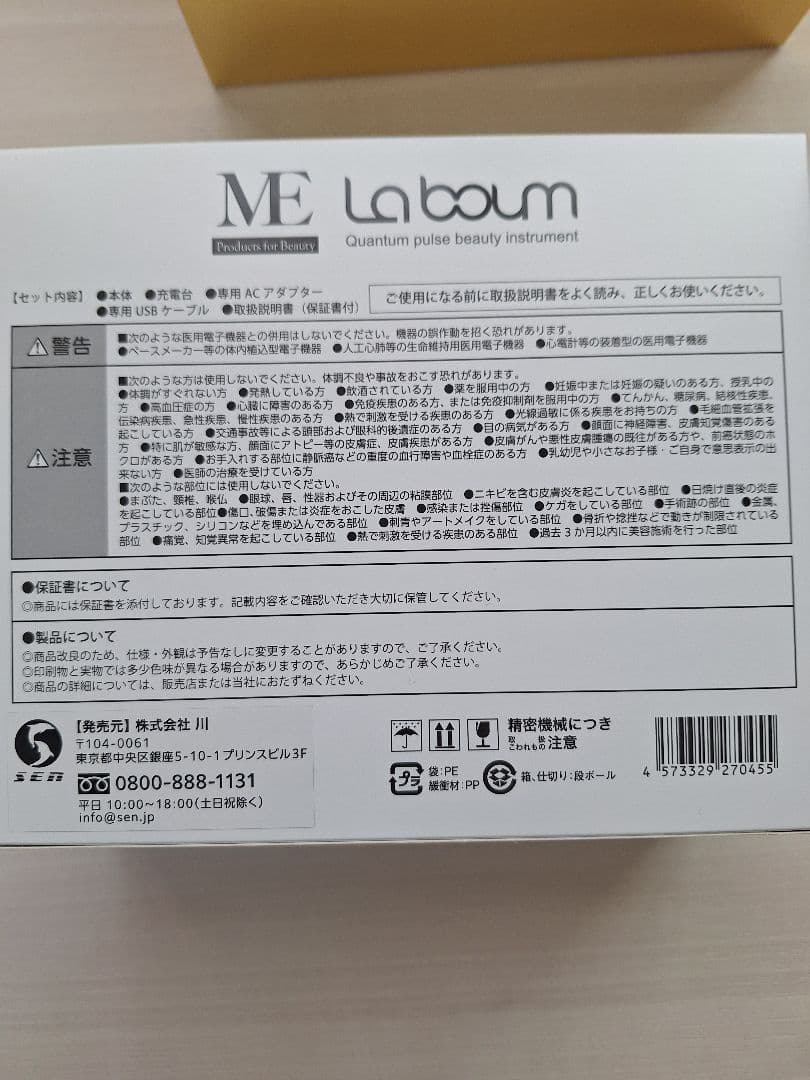 ME
Products for Beauty
La boum
Quantum pulse beauty instrument
【セット内容】 ●本体 ●充電台 ●専用ACアダプター
●専用USBケーブル ●取扱説明書（保証書付）
ご使用になる前に取扱説明書をよく読み、正しくお使いください。
警告
■次のような医用電子機器との併用はしないでください。機器の誤作動を招く恐れがあります。
●ペースメーカー等の体内植込型電子機器 ●人工心肺等の生命維持用医用電子機器 ●心電計等の装着型の医用電子機器
注意
■次のような方は使用しないでください。体調不良や事故をおこす恐れがあります。
●体調がすぐれない方 ●発熱している方 ●飲酒されている方 ●薬を服用中の方 ●妊娠中または妊娠の疑いのある方、授乳中の
方 ●高血圧症の方 ●心臓に障害のある方 ●免疫疾患のある方、または免疫抑制剤を服用中の方 ●てんかん、糖尿病、結核性疾患、
伝染病疾患、急性疾患、慢性疾患のある方 ●熱で刺激を受ける疾患のある方 ●光線過敏に係る疾患をお持ちの方 ●毛細血管拡張を
起こしている方 ●交通事故等による頭部および眼科的後遺症のある方 ●目の病気がある方 ●顔面に神経障害、皮膚知覚傷害のある
方 ●特に肌が敏感な方、顔面にアトピー等の皮膚症、皮膚疾患がある方 ●皮膚がんや悪性皮膚腫瘍の既往がある方や、前癌状態のホ
クロがある方 ●お手入れする部位に静脈癌などの重度の血行障害や血栓症のある方 ●乳幼児や小さなお子様・ご自身で意思表示の出
来ない方 ●医師の治療を受けている方
■次のような部位には使用しないでください。
●まぶた、頸椎、喉仏 ●眼球、唇、性器およびその周辺の粘膜部位 ●ニキビを含む皮膚炎を起こしている部位 ●日焼け直後の炎症
を起こしている部位●傷口、破傷または炎症をおこした皮膚 ●感染または挫傷部位 ●ケガをしている部位 ●手術跡の部位 ●金属、
プラスチック、シリコンなどを埋め込んである部位 ●刺青やアートメイクをしている部位 ●骨折や捻挫などで動きが制限されている
部位 ●痛覚、知覚異常を起こしている部位 ●熱で刺激を受ける疾患のある部位 ●過去3か月以内に美容施術を行った部位
●保証書について
◎商品には保証書を添付しております。記載内容をご確認いただき大切に保管してください。
●製品について
◎商品改良のため、仕様・外観は予告なしに変更することがありますので、ご了承ください。
◎印刷物と実物では多少色味が異なる場合がありますので、あらかじめご了承ください。
◎商品の詳細については、販売店または当社におたずねください。
SEN
【発売元】株式会社 川
〒104-0061
東京都中央区銀座5-10-1プリンスビル3F
0800-888-1131
平日 10:00～18:00(土日祝除く)
info@sen.jp
精密機械につき
取扱
こわれもの注意
プラ
袋:PE
緩衝材:PP
箱、仕切り:段ボール
4 573329 270455